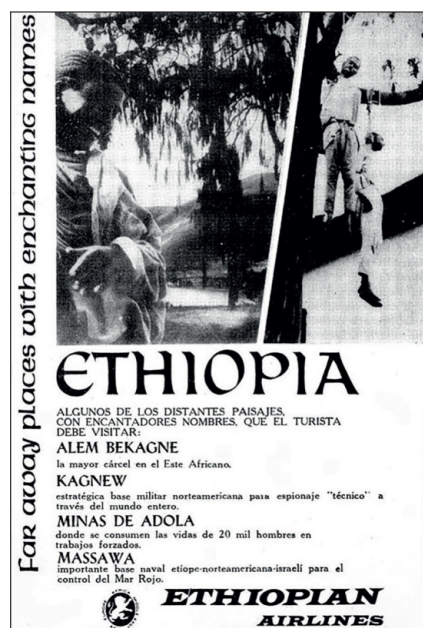 Far away places with enchanting names
ETHIOPIA
ALGUNOS DE LOS DISTANTES PAISAJES,
CON ENCANTADORES NOMBRES, QUE EL TURISTA
DEBE VISITAR:
ALEM BEKAGNE
la mayor cárcel en el Este Africano.
KAGNEW
estratégica base militar norteamericana para espionaje "técnico" a
través del mundo entero.
MINAS DE ADOLA
donde se consumen las vidas de 20 mil hombres en
trabajos forzados.
MASSAWA
importante base naval etíope-norteamericana-israelí para el
control del Mar Rojo.
ETHIOPIAN
AIRLINES